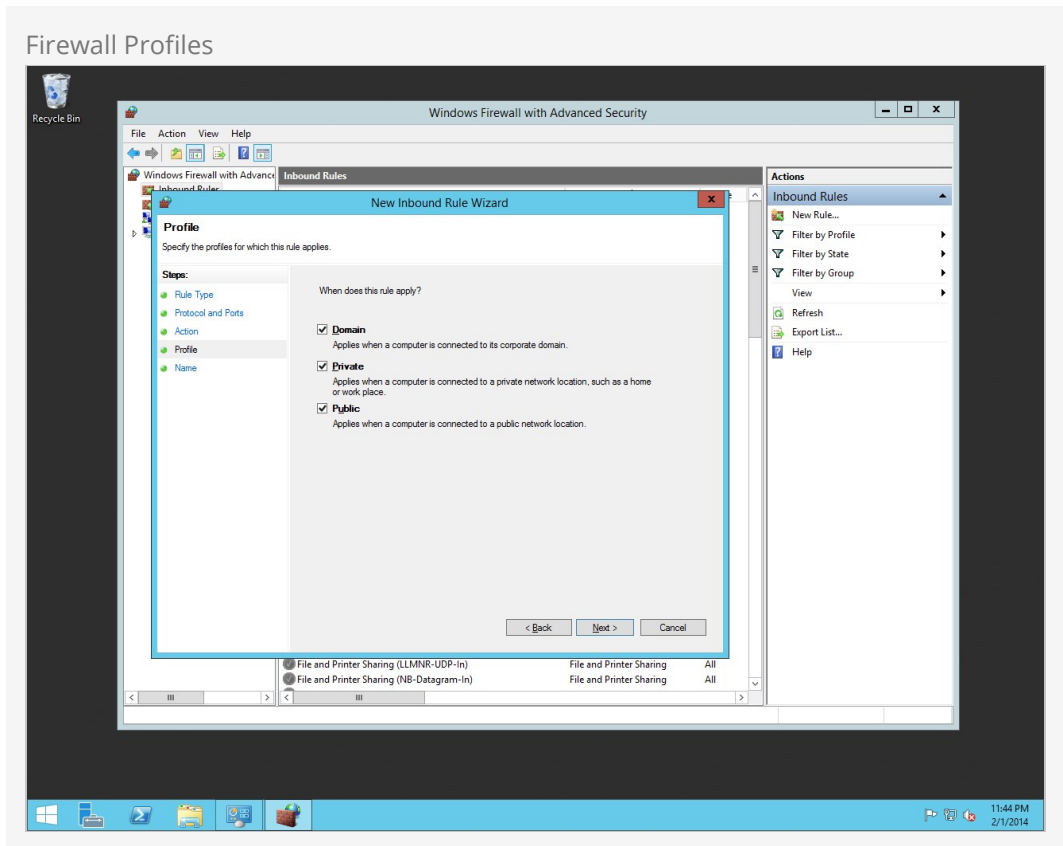 Firewall Profiles
Recycle Bin
Windows Firewall with Advanced Security
File Action View Help
Windows Firewall with Advance
Inbound Rules
Inbound Rules
New Inbound Rule Wizard
Profile
Specify the profiles for which this rule applies.
Steps:
Rule Type
Protocol and Ports
Action
Profile
Name
When does this rule apply?
Domain
Applies when a computer is connected to its corporate domain.
Private
Applies when a computer is connected to a private network location, such as a home
or work place.
Public
Applies when a computer is connected to a public network location.
< Back Next > Cancel
File and Printer Sharing (LLMNR-UDP-In) File and Printer Sharing All
File and Printer Sharing (NB-Datagram-In) File and Printer Sharing All
Actions
Inbound Rules
New Rule...
Filter by Profile
Filter by State
Filter by Group
View
Refresh
Export List...
Help
11:44 PM
2/1/2014